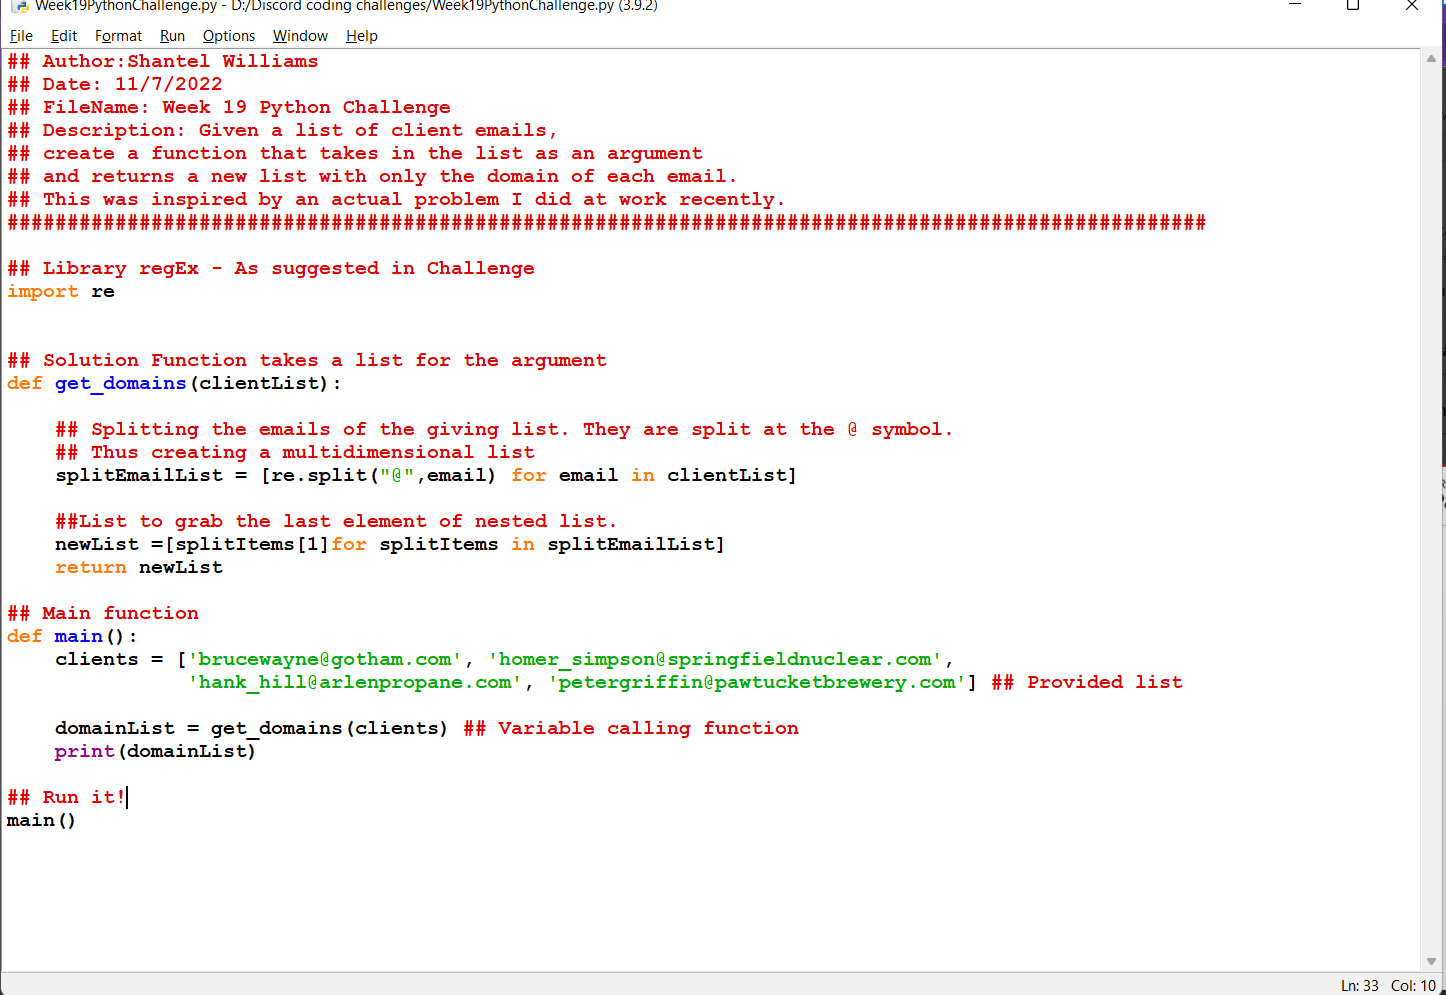 Week19PythonChallenge.py - D:/Discord coding challenges/Week19PythonChallenge.py (3.9.2)
File Edit Format Run Options Window Help
## Author:Shantel Williams
## Date: 11/7/2022
## FileName: Week 19 Python Challenge
## Description: Given a list of client emails,
## create a function that takes in the list as an argument
## and returns a new list with only the domain of each email.
## This was inspired by an actual problem I did at work recently.
####################################################################################################
## Library regEx - As suggested in Challenge
import re
## Solution Function takes a list for the argument
def get_domains(clientList):
    ## Splitting the emails of the giving list. They are split at the @ symbol.
    ## Thus creating a multidimensional list
    splitEmailList = [re.split("@",email) for email in clientList]
    ##List to grab the last element of nested list.
    newList =[splitItems[1]for splitItems in splitEmailList]
    return newList
## Main function
def main():
    clients = ['brucewayne@gotham.com', 'homer_simpson@springfieldnuclear.com',
               'hank_hill@arlenpropane.com', 'petergriffin@pawtucketbrewery.com'] ## Provided list
    domainList = get_domains(clients) ## Variable calling function
    print(domainList)
## Run it!
main()
Ln: 33 Col: 10